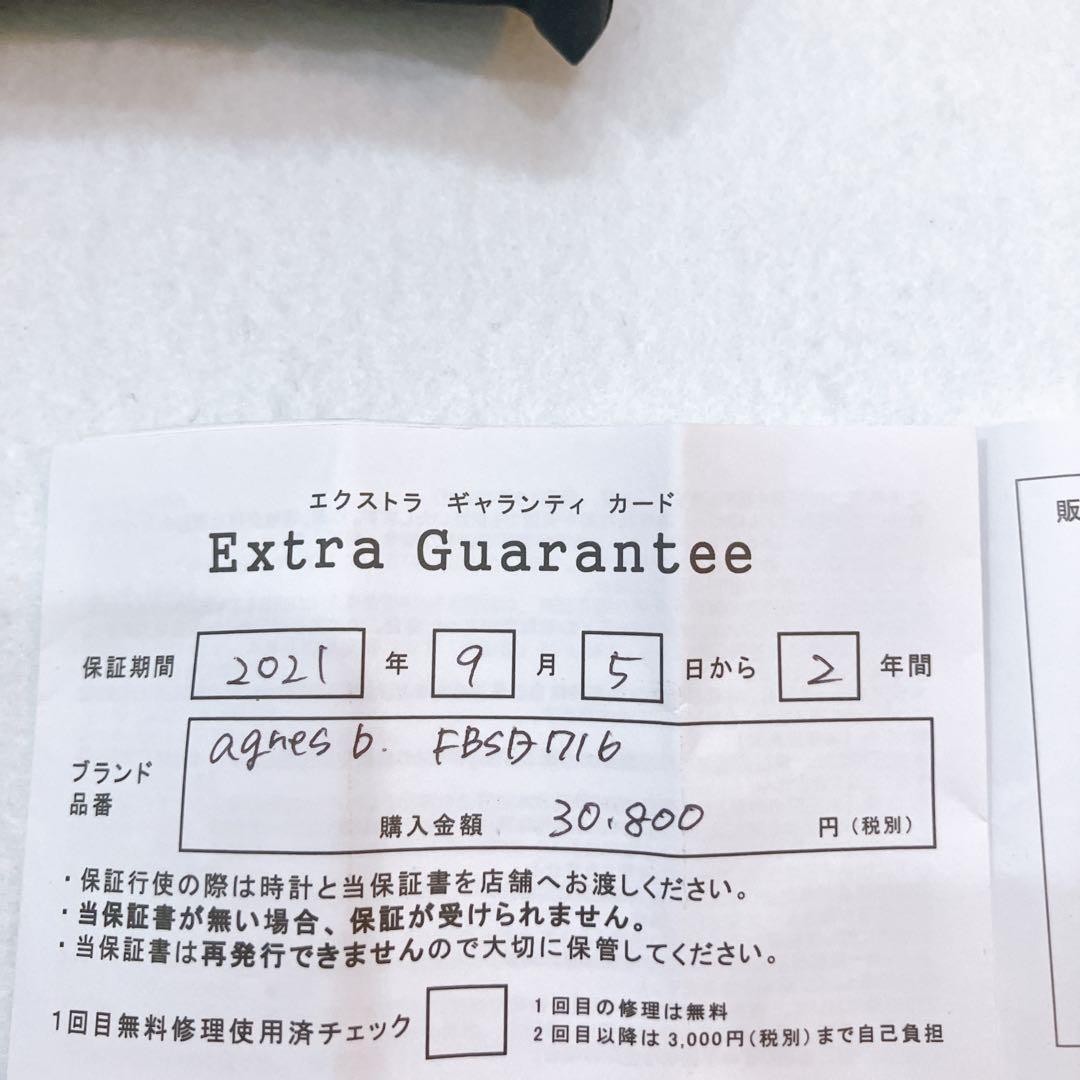 エクストラ ギャランティ カード
Extra Guarantee
保証期間 2021 年 9 月 5 日から 2 年間
ブランド
品番
agnes b. FBSD716
購入金額 30.800 円(税別)
・保証行使の際は時計と当保証書を店舗へお渡しください。
・当保証書が無い場合、保証が受けられません。
・当保証書は再発行できませんので大切に保管してください。
1回目無料修理使用済チェック
1回目の修理は無料
2回目以降は3,000円(税別)まで自己負担
販